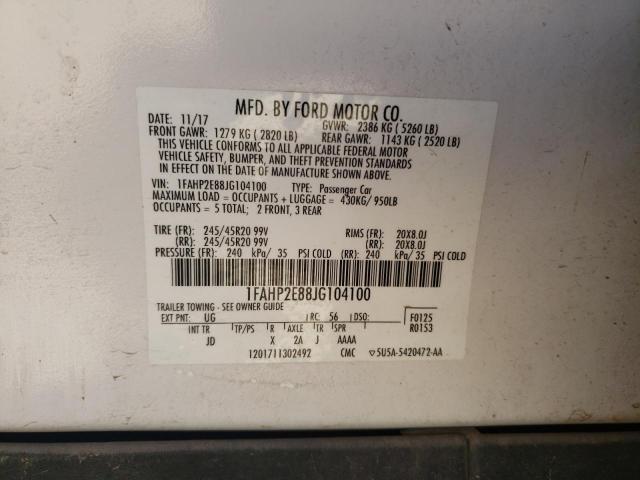 MFD. BY FORD MOTOR CO.
DATE: 11/17 GVWR: 2386 KG ( 5260 LB)
FRONT GAWR: 1279 KG ( 2820 LB) REAR GAWR: 1143 KG ( 2520 LB)
THIS VEHICLE CONFORMS TO ALL APPLICABLE FEDERAL MOTOR
VEHICLE SAFETY, BUMPER, AND THEFT PREVENTION STANDARDS
IN EFFECT ON THE DATE OF MANUFACTURE SHOWN ABOVE.
VIN: 1FAHP2E88JG104100 TYPE: Passenger Car
MAXIMUM LOAD = OCCUPANTS + LUGGAGE = 430KG/ 950LB
OCCUPANTS = 5 TOTAL; 2 FRONT, 3 REAR
TIRE (FR): 245/45R20 99V RIMS (FR): 20X8.0J
(RR): 245/45R20 99V (RR): 20X8.0J
PRESSURE (FR): 240 kPa/ 35 PSI COLD (RR): 240 kPa/ 35 PSI COLD
1FAHP2E88JG104100
TRAILER TOWING - SEE OWNER GUIDE
EXT PNT: UG RC: 56 DSO: F0125
INT TR TP/PS R AXLE TR SPR R0153
JD X 2A J AAAA
1201711302492 CMC ▽5U5A-5420472-AA